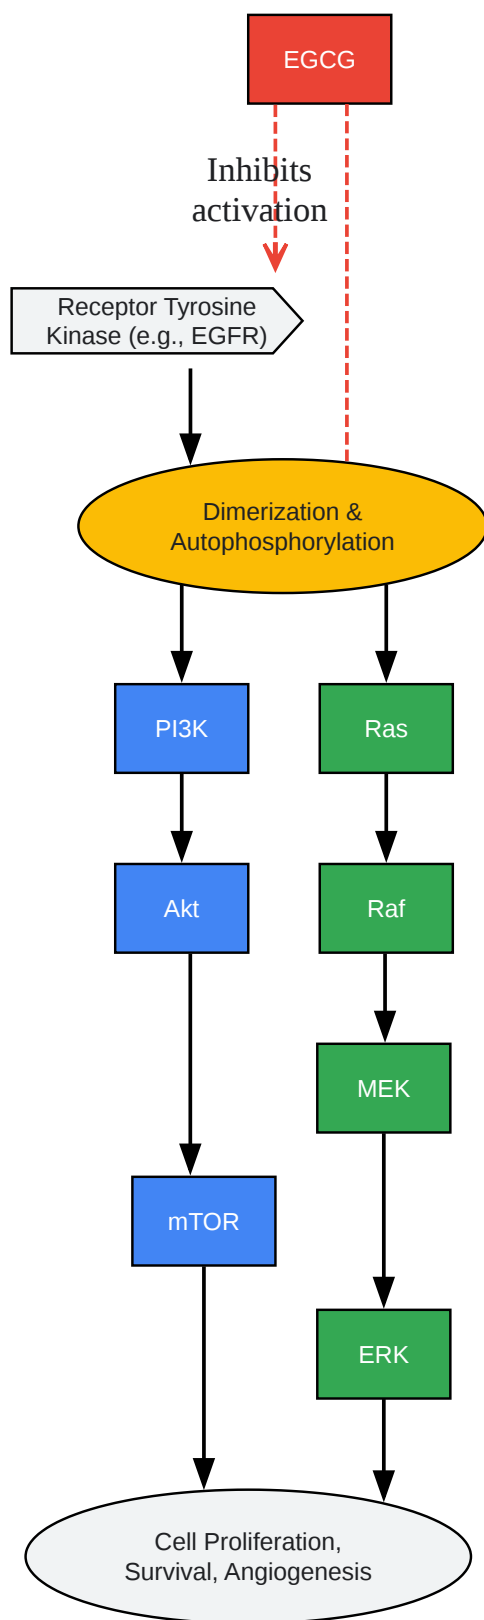 EGCG
Inhibits
activation
Receptor Tyrosine
Kinase (e.g., EGFR)
Dimerization &
Autophosphorylation
PI3K
Ras
Akt
Raf
MEK
mTOR
ERK
Cell Proliferation,
Survival, Angiogenesis